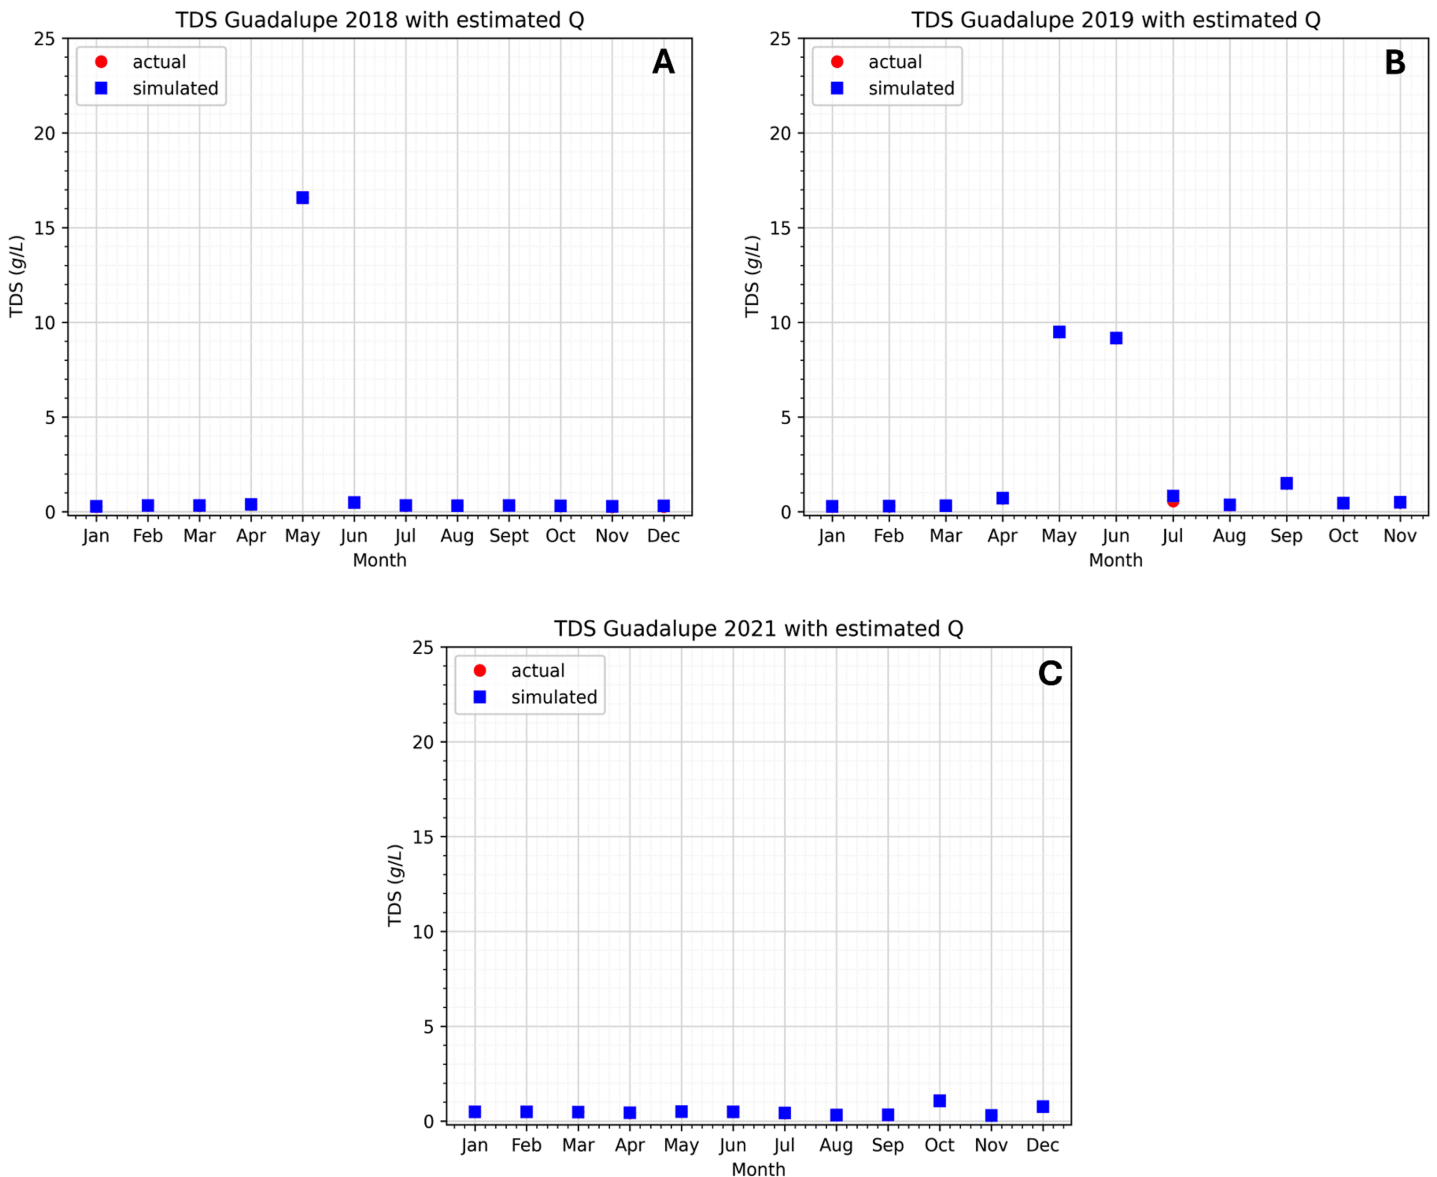 TDS Guadalupe 2018 with estimated Q
25
20
15
10
5
0
TDS (g/L)
actual
simulated
A
Jan Feb Mar Apr May Jun Jul Aug Sept Oct Nov Dec
Month
TDS Guadalupe 2019 with estimated Q
25
20
15
10
5
0
TDS (g/L)
actual
simulated
B
Jan Feb Mar Apr May Jun Jul Aug Sep Oct Nov
Month
TDS Guadalupe 2021 with estimated Q
25
20
15
10
5
0
TDS (g/L)
actual
simulated
C
Jan Feb Mar Apr May Jun Jul Aug Sep Oct Nov Dec
Month